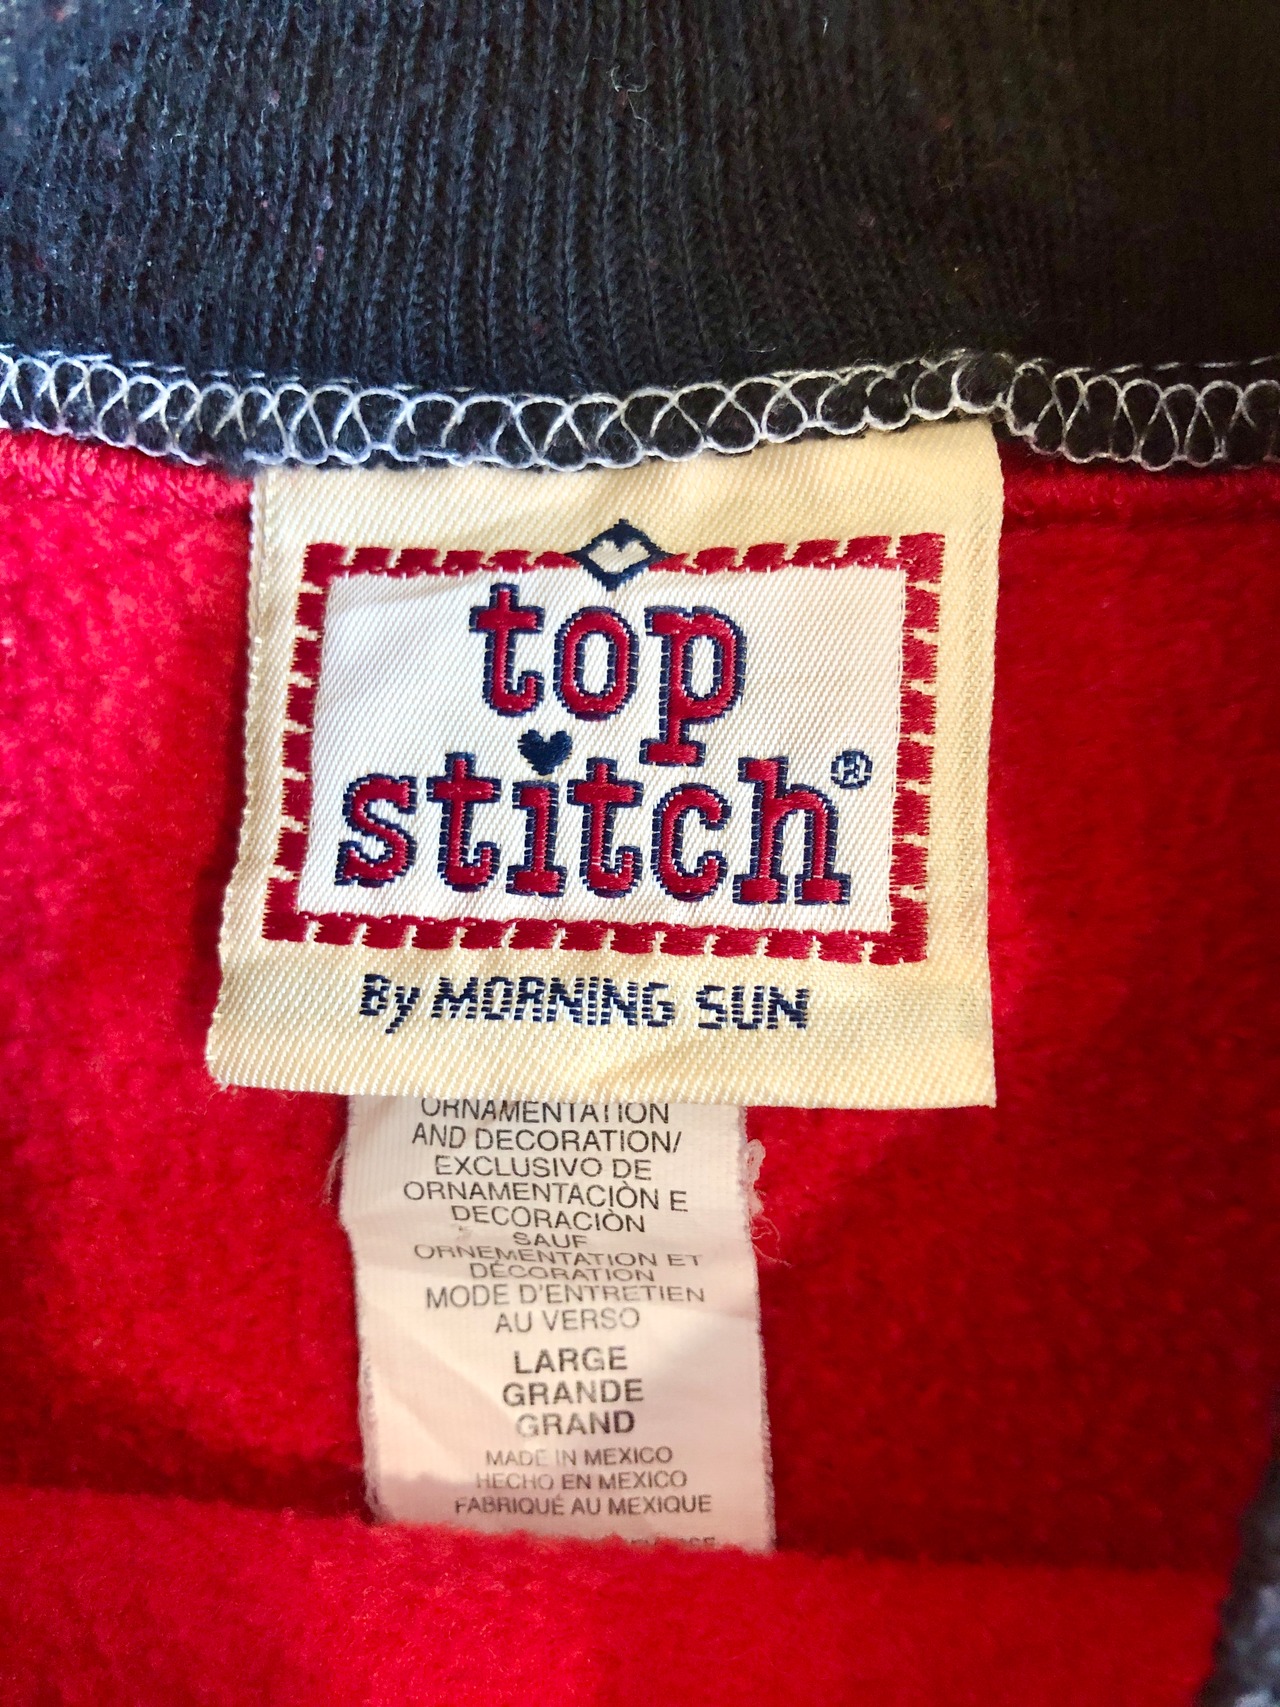 top
stitch®
By MORNING SUN
ORNAMENTATION
AND DECORATION/
EXCLUSIVO DE
ORNAMENTACIÒN E
DECORACIÒN
SAUF
ORNEMENTATION ET
DÉCORATION
MODE D'ENTRETIEN
AU VERSO
LARGE
GRANDE
GRAND
MADE IN MEXICO
HECHO EN MEXICO
FABRIQUÉ AU MEXIQUE